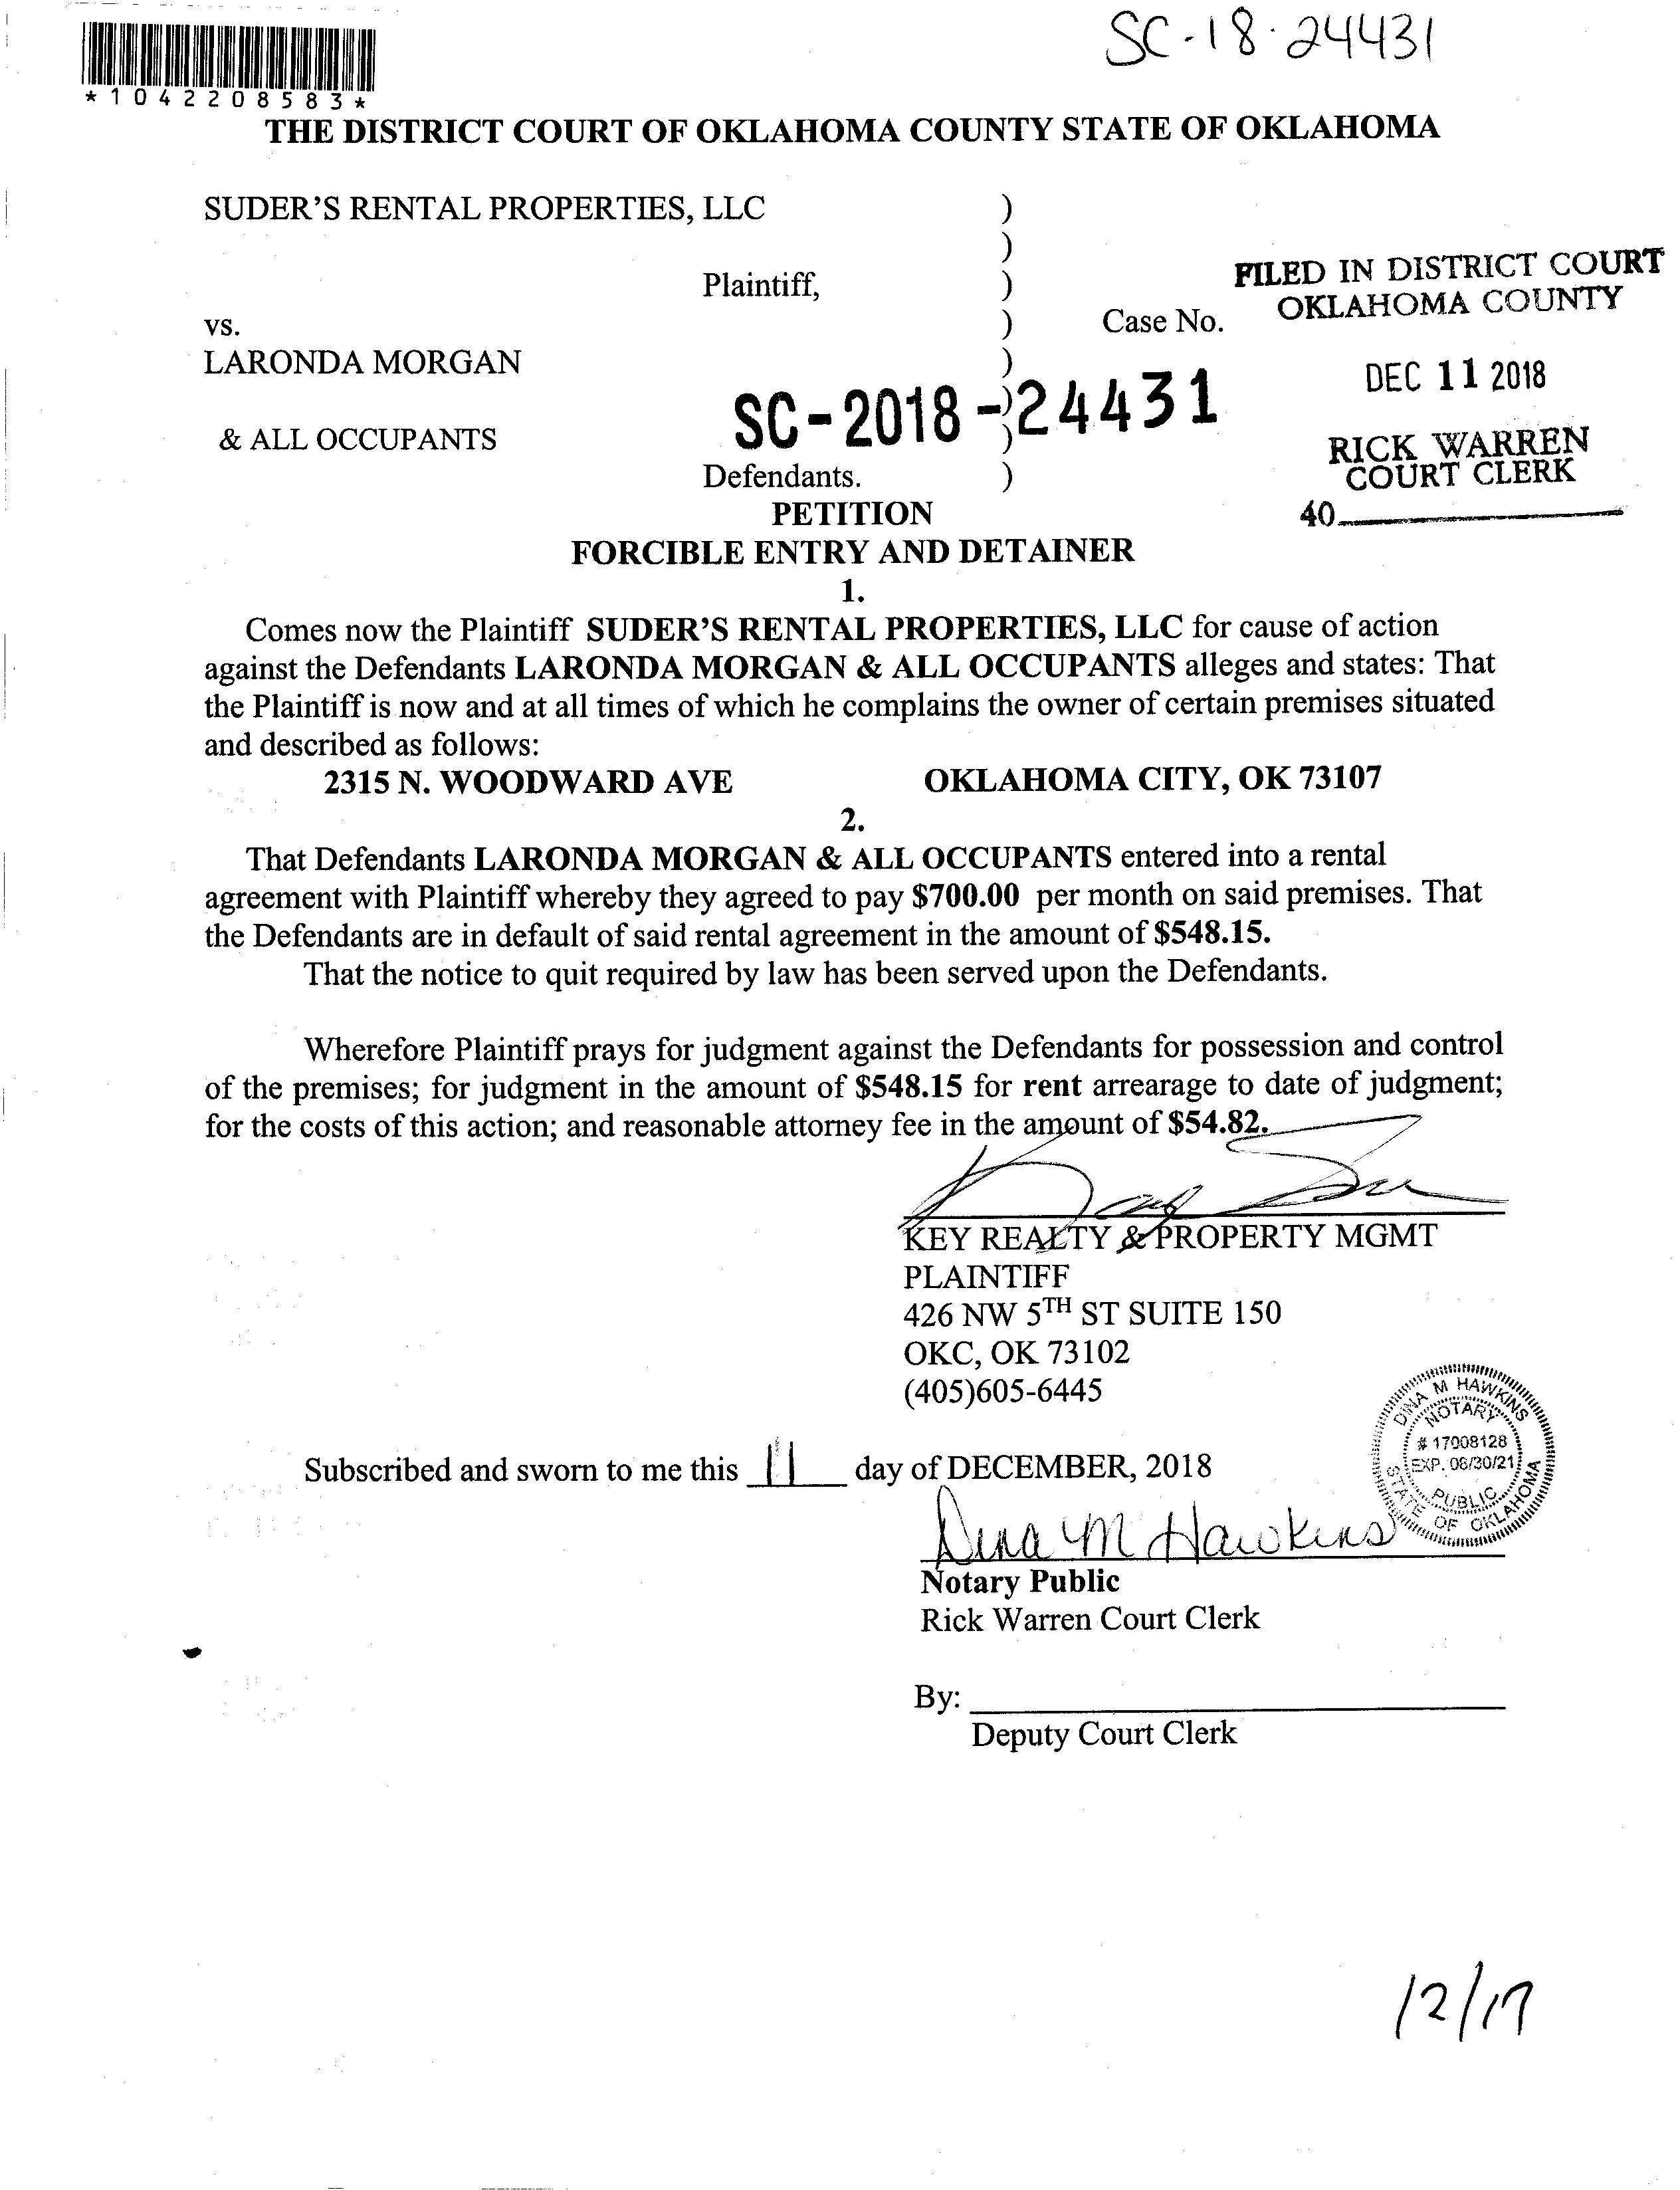 SC-18-24431
*1042208583*
THE DISTRICT COURT OF OKLAHOMA COUNTY STATE OF OKLAHOMA
SUDER'S RENTAL PROPERTIES, LLC )
)
Plaintiff, )
vs. ) Case No.
LARONDA MORGAN )
SC-2018-24431
& ALL OCCUPANTS )
Defendants. )
FILED IN DISTRICT COURT
OKLAHOMA COUNTY
DEC 11 2018
RICK WARREN
COURT CLERK
40
PETITION
FORCIBLE ENTRY AND DETAINER
1.
Comes now the Plaintiff SUDER'S RENTAL PROPERTIES, LLC for cause of action
against the Defendants LARONDA MORGAN & ALL OCCUPANTS alleges and states: That
the Plaintiff is now and at all times of which he complains the owner of certain premises situated
and described as follows:
2315 N. WOODWARD AVE OKLAHOMA CITY, OK 73107
2.
That Defendants LARONDA MORGAN & ALL OCCUPANTS entered into a rental
agreement with Plaintiff whereby they agreed to pay $700.00 per month on said premises. That
the Defendants are in default of said rental agreement in the amount of $548.15.
That the notice to quit required by law has been served upon the Defendants.
Wherefore Plaintiff prays for judgment against the Defendants for possession and control
of the premises; for judgment in the amount of $548.15 for rent arrearage to date of judgment;
for the costs of this action; and reasonable attorney fee in the amount of $54.82.
KEY REALTY & PROPERTY MGMT
PLAINTIFF
426 NW 5TH ST SUITE 150
OKC, OK 73102
(405)605-6445
DINA M HAWKINS
NOTARY
# 17008128
EXP. 08/30/21
PUBLIC
STATE OF OKLAHOMA
Subscribed and sworn to me this 11 day of DECEMBER, 2018
Dina M Hawkins
Notary Public
Rick Warren Court Clerk
By:
Deputy Court Clerk
12/17